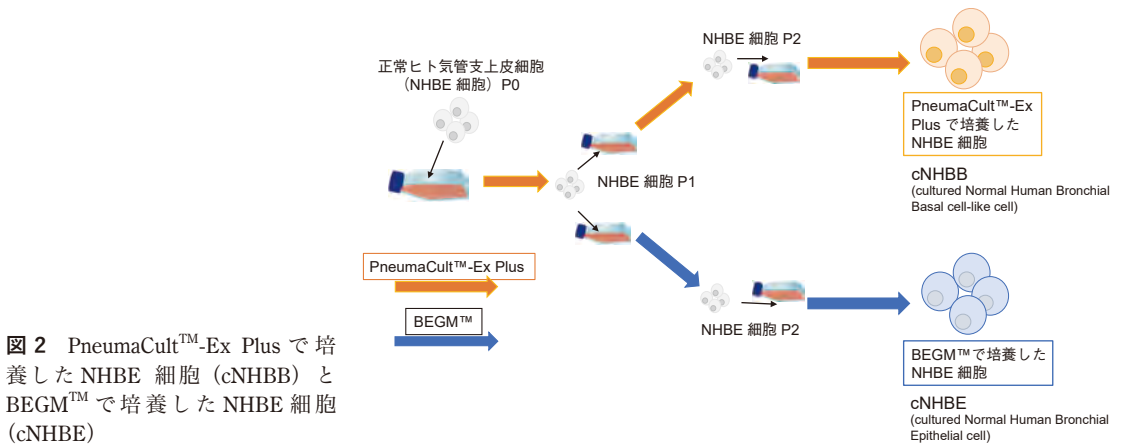 正常ヒト気管支上皮細胞
（NHBE 細胞）P0
NHBE 細胞 P1
NHBE 細胞 P2
PneumaCult™-Ex
Plus で培養した
NHBE 細胞
cNHBB
(cultured Normal Human Bronchial
Basal cell-like cell)
PneumaCult™-Ex Plus
BEGM™
NHBE 細胞 P2
BEGM™で培養した
NHBE 細胞
cNHBE
(cultured Normal Human Bronchial
Epithelial cell)
図 2 PneumaCult™-Ex Plus で培
養した NHBE 細胞（cNHBB）と
BEGM™ で培養した NHBE 細胞
(cNHBE)